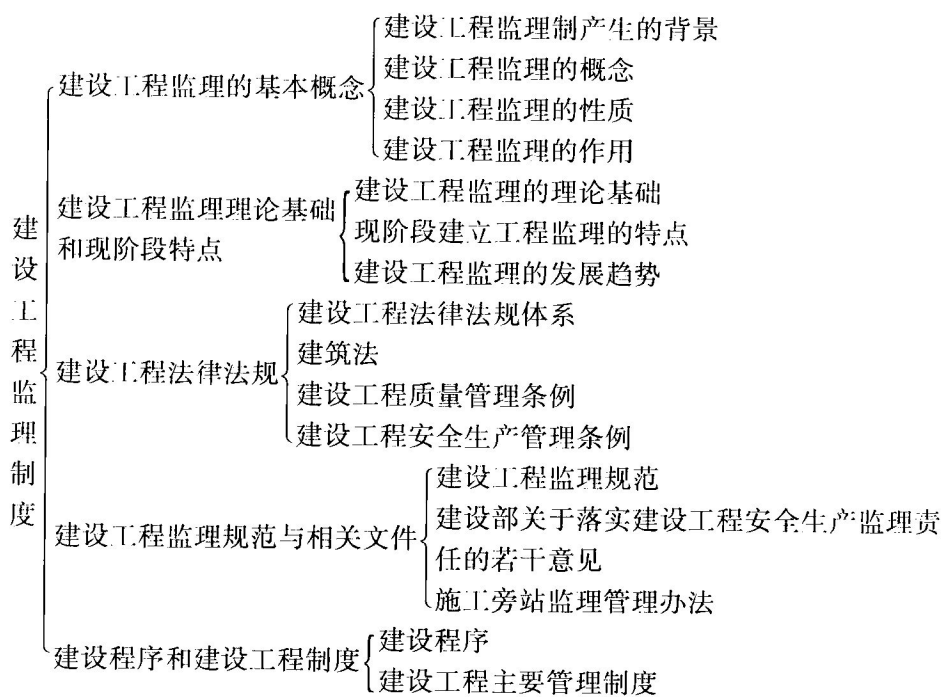 建设工程监理制度
建设工程监理的基本概念
建设工程监理制产生的背景
建设工程监理的概念
建设工程监理的性质
建设工程监理的作用
建设工程监理理论基础
和现阶段特点
建设工程监理的理论基础
现阶段建立工程监理的特点
建设工程监理的发展趋势
建设工程法律法规
建设工程法律法规体系
建筑法
建设工程质量管理条例
建设工程安全生产管理条例
建设工程监理规范与相关文件
建设工程监理规范
建设部关于落实建设工程安全生产监理责
任的若干意见
施工旁站监理管理办法
建设程序和建设工程制度
建设程序
建设工程主要管理制度